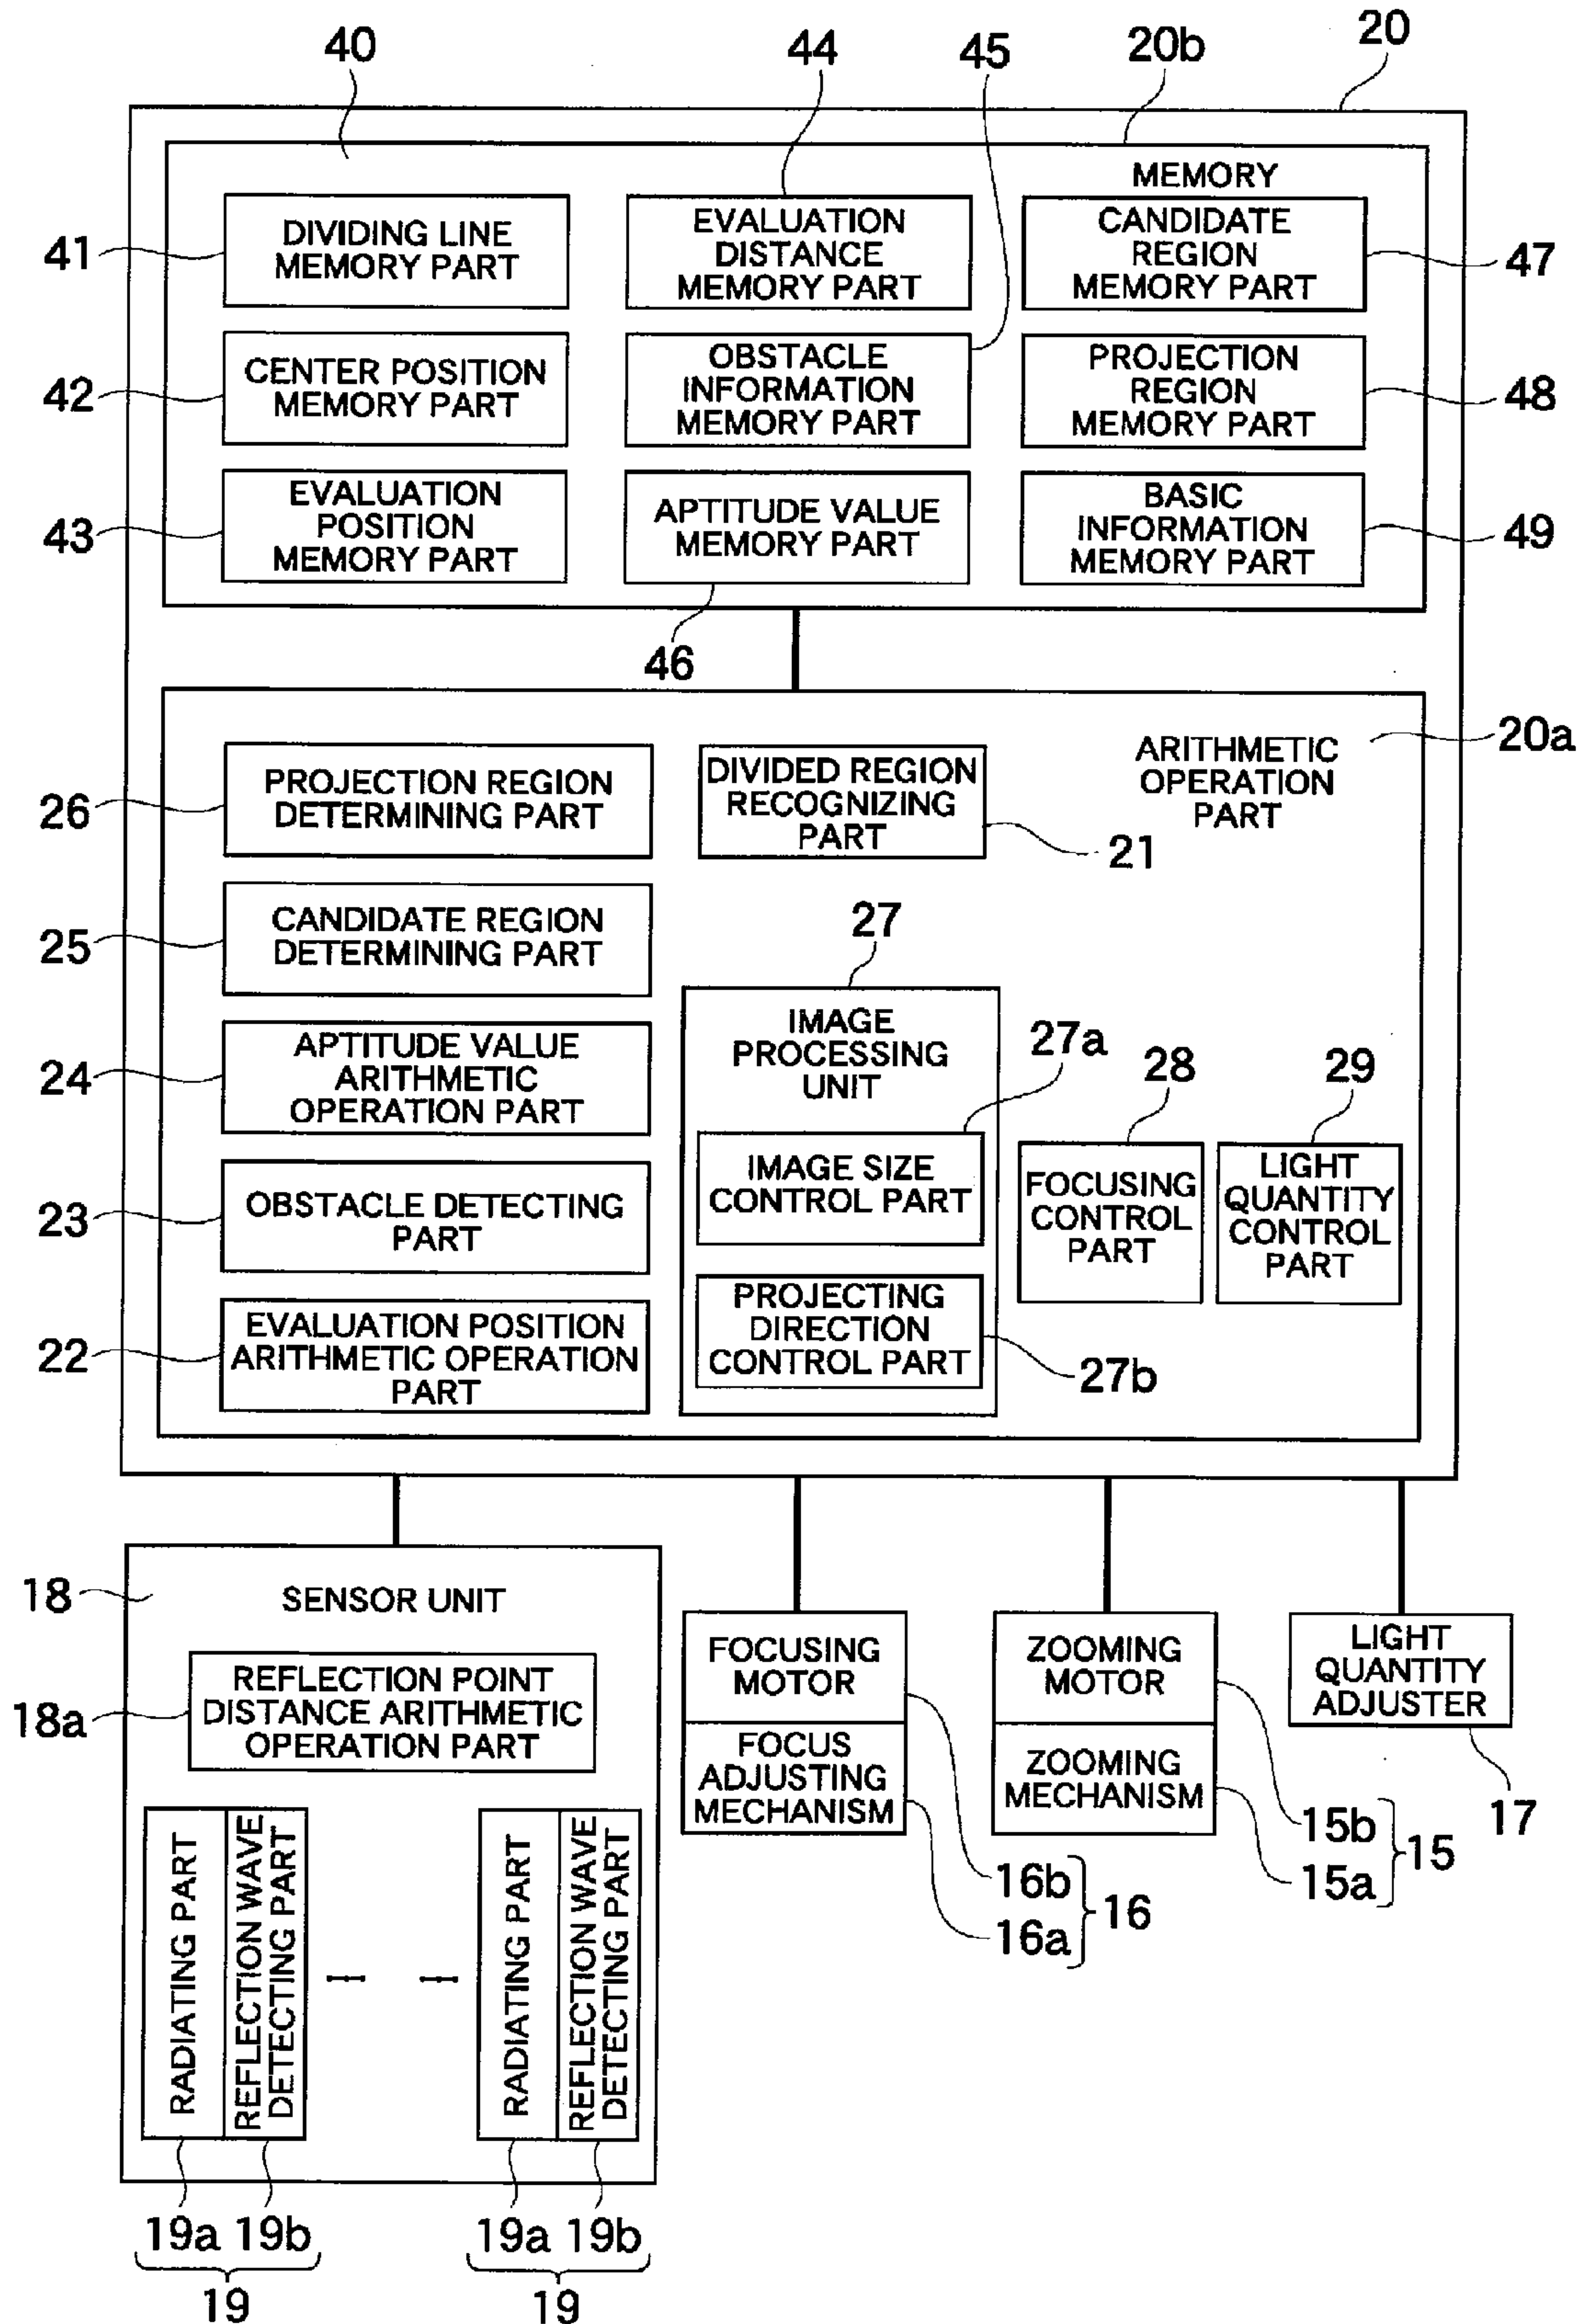 40
44
45
20b
20
MEMORY
41
DIVIDING LINE
MEMORY PART
EVALUATION
DISTANCE
MEMORY PART
CANDIDATE
REGION
MEMORY PART
47
42
CENTER POSITION
MEMORY PART
OBSTACLE
INFORMATION
MEMORY PART
PROJECTION
REGION
MEMORY PART
48
43
EVALUATION
POSITION
MEMORY PART
APTITUDE VALUE
MEMORY PART
BASIC
INFORMATION
MEMORY PART
49
46
20a
ARITHMETIC
OPERATION
PART
26
PROJECTION REGION
DETERMINING PART
DIVIDED REGION
RECOGNIZING
PART
21
25
CANDIDATE REGION
DETERMINING PART
27
24
APTITUDE VALUE
ARITHMETIC
OPERATION PART
IMAGE
PROCESSING
UNIT
27a
28
29
23
OBSTACLE DETECTING
PART
IMAGE SIZE
CONTROL PART
FOCUSING
CONTROL
PART
LIGHT
QUANTITY
CONTROL
PART
22
EVALUATION POSITION
ARITHMETIC OPERATION
PART
PROJECTING
DIRECTION
CONTROL PART
27b
18
SENSOR UNIT
18a
REFLECTION POINT
DISTANCE ARITHMETIC
OPERATION PART
FOCUSING
MOTOR
FOCUS
ADJUSTING
MECHANISM
ZOOMING
MOTOR
ZOOMING
MECHANISM
LIGHT
QUANTITY
ADJUSTER
17
15b
15a
15
16b
16a
16
RADIATING PART
REFLECTION WAVE
DETECTING PART
RADIATING PART
REFLECTION WAVE
DETECTING PART
19a 19b
19a 19b
19
19